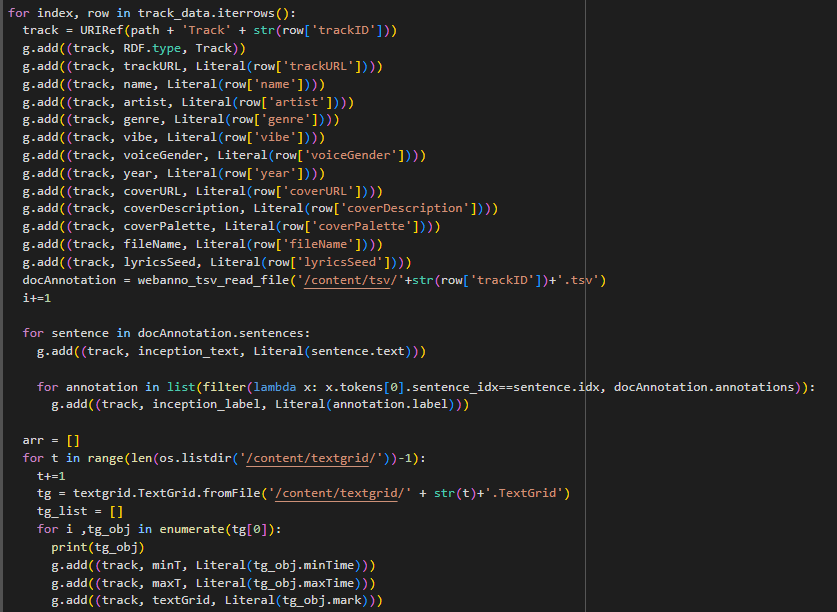 for index, row in track_data.iterrows():
  track = URIRef(path + 'Track' + str(row['trackID']))
  g.add((track, RDF.type, Track))
  g.add((track, trackURL, Literal(row['trackURL'])))
  g.add((track, name, Literal(row['name'])))
  g.add((track, artist, Literal(row['artist'])))
  g.add((track, genre, Literal(row['genre'])))
  g.add((track, vibe, Literal(row['vibe'])))
  g.add((track, voiceGender, Literal(row['voiceGender'])))
  g.add((track, year, Literal(row['year'])))
  g.add((track, coverURL, Literal(row['coverURL'])))
  g.add((track, coverDescription, Literal(row['coverDescription'])))
  g.add((track, coverPalette, Literal(row['coverPalette'])))
  g.add((track, fileName, Literal(row['fileName'])))
  g.add((track, lyricsSeed, Literal(row['lyricsSeed'])))
  docAnnotation = webanno_tsv_read_file('/content/tsv/'+str(row['trackID'])+'.tsv')
  i+=1

  for sentence in docAnnotation.sentences:
    g.add((track, inception_text, Literal(sentence.text)))

    for annotation in list(filter(lambda x: x.tokens[0].sentence_idx==sentence.idx, docAnnotation.annotations)):
      g.add((track, inception_label, Literal(annotation.label)))

  arr = []
  for t in range(len(os.listdir('/content/textgrid/'))-1):
    t+=1
    tg = textgrid.TextGrid.fromFile('/content/textgrid/' + str(t)+'.TextGrid')
    tg_list = []
    for i ,tg_obj in enumerate(tg[0]):
      print(tg_obj)
      g.add((track, minT, Literal(tg_obj.minTime)))
      g.add((track, maxT, Literal(tg_obj.maxTime)))
      g.add((track, textGrid, Literal(tg_obj.mark)))